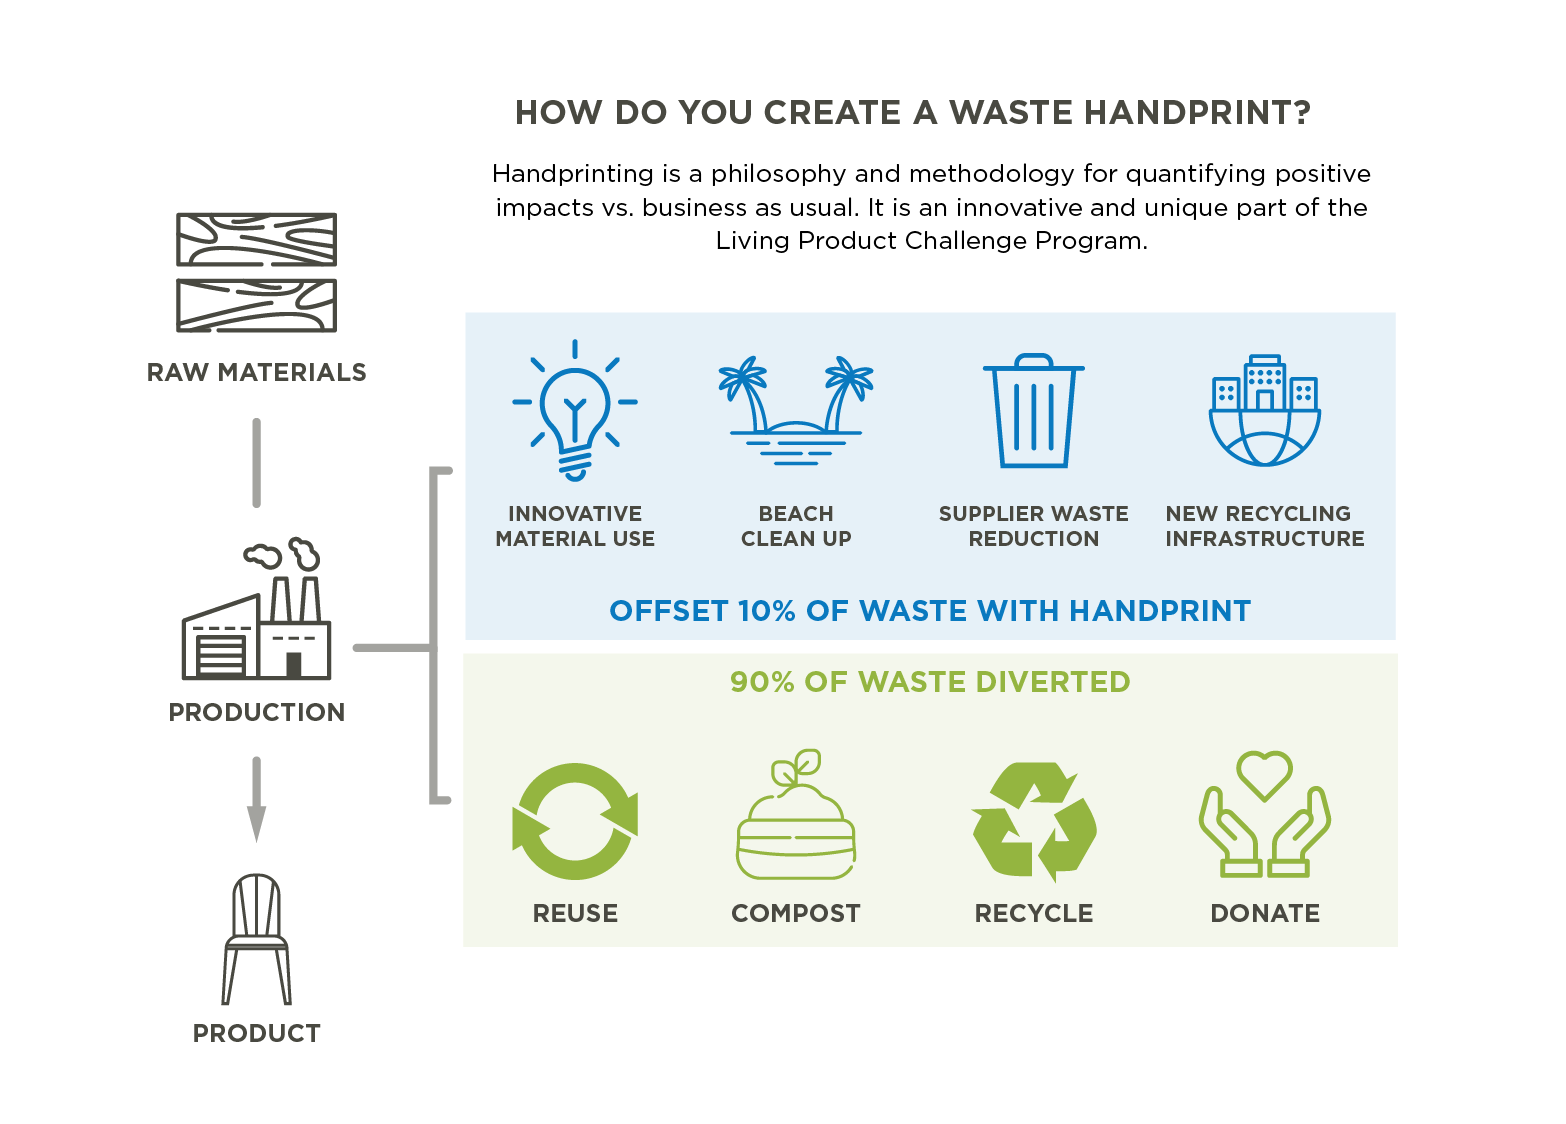 HOW DO YOU CREATE A WASTE HANDPRINT?
Handprinting is a philosophy and methodology for quantifying positive
impacts vs. business as usual. It is an innovative and unique part of the
Living Product Challenge Program.
RAW MATERIALS
PRODUCTION
PRODUCT
INNOVATIVE
MATERIAL USE
BEACH
CLEAN UP
SUPPLIER WASTE
REDUCTION
NEW RECYCLING
INFRASTRUCTURE
OFFSET 10% OF WASTE WITH HANDPRINT
90% OF WASTE DIVERTED
REUSE
COMPOST
RECYCLE
DONATE